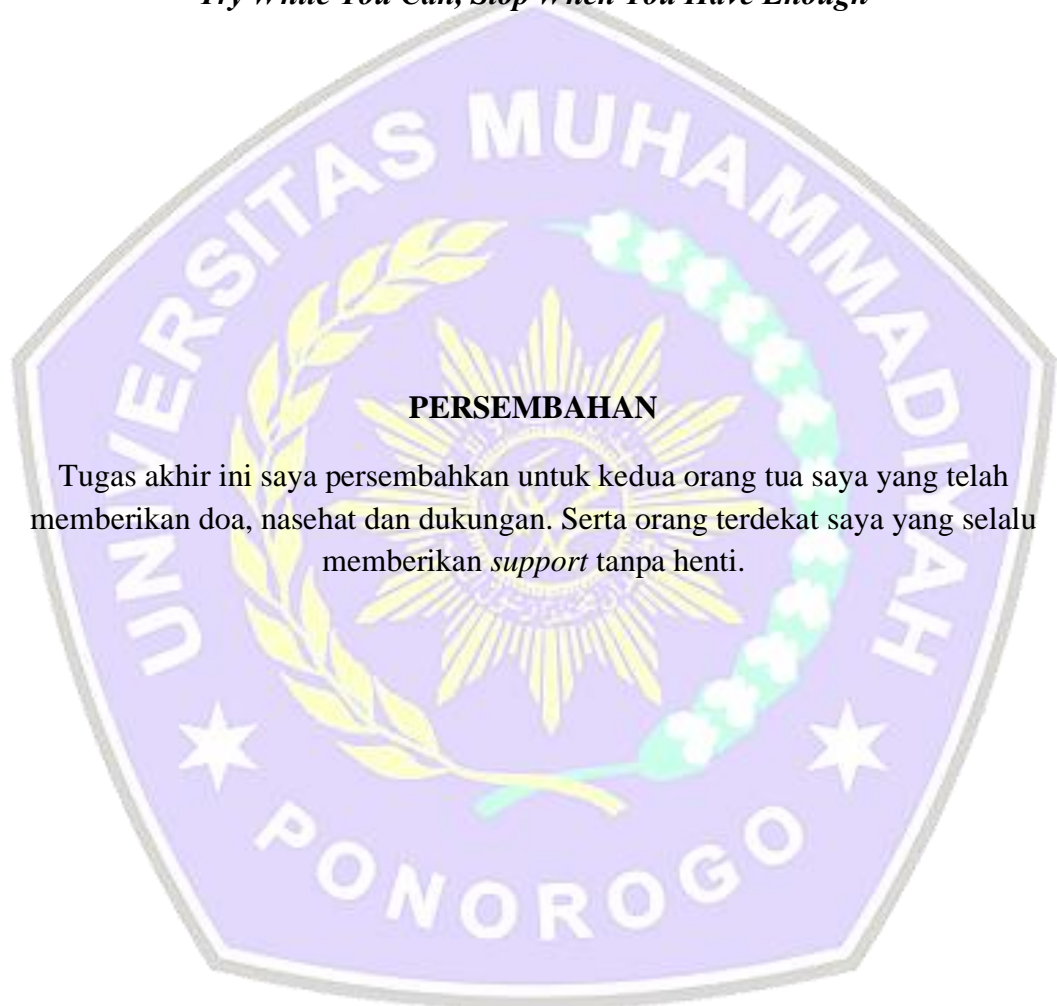 Try While You Can, Stop When You Have Enough
UNIVERSITAS MUHAMMADIYAH
PERSEMBAHAN
Tugas akhir ini saya persembahkan untuk kedua orang tua saya yang telah
memberikan doa, nasehat dan dukungan. Serta orang terdekat saya yang selalu
memberikan support tanpa henti.
PONOROGO